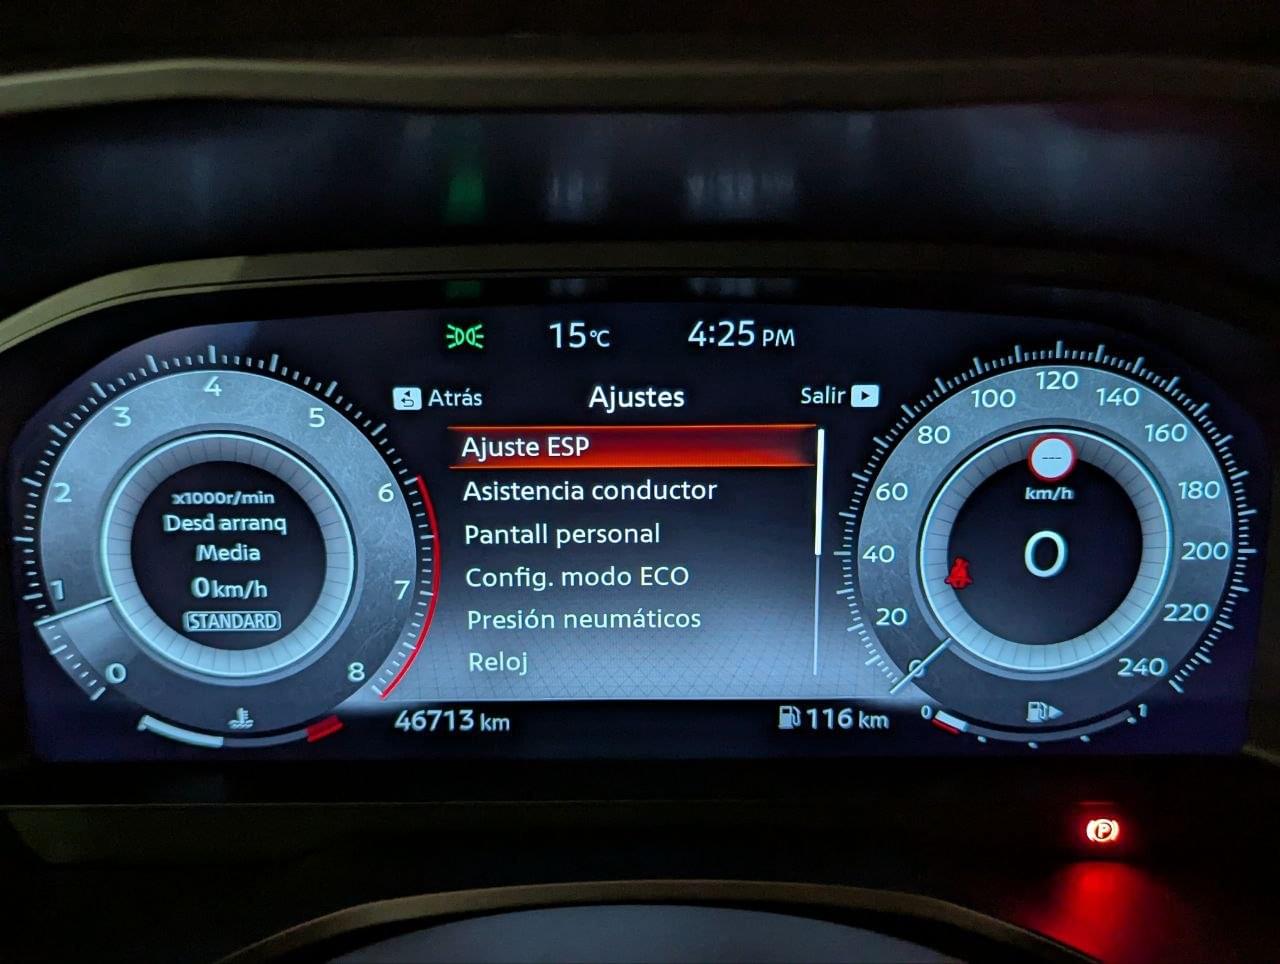 15°C
4:25 PM
Atrás
Ajustes
Salir
Ajuste ESP
Asistencia conductor
Pantall personal
Config. modo ECO
Presión neumáticos
Reloj
46713 km
116 km
0
1
2
3
4
5
6
7
8
x1000r/min
Desd arranq
Media
0km/h
STANDARD
0
20
40
60
80
100
120
140
160
180
200
220
240
---
km/h
0
0
1
P